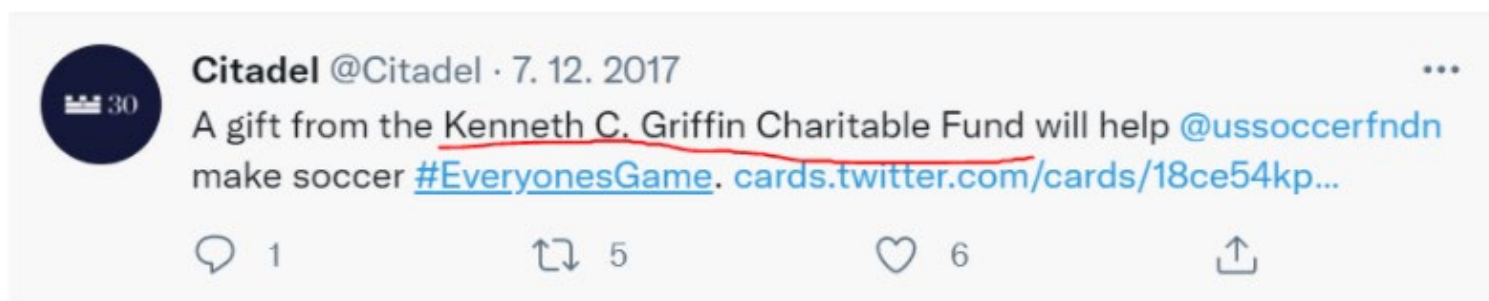 30
Citadel @Citadel · 7. 12. 2017
A gift from the Kenneth C. Griffin Charitable Fund will help @ussoccerfndn
make soccer #EveryonesGame. cards.twitter.com/cards/18ce54kp...
1 5 6